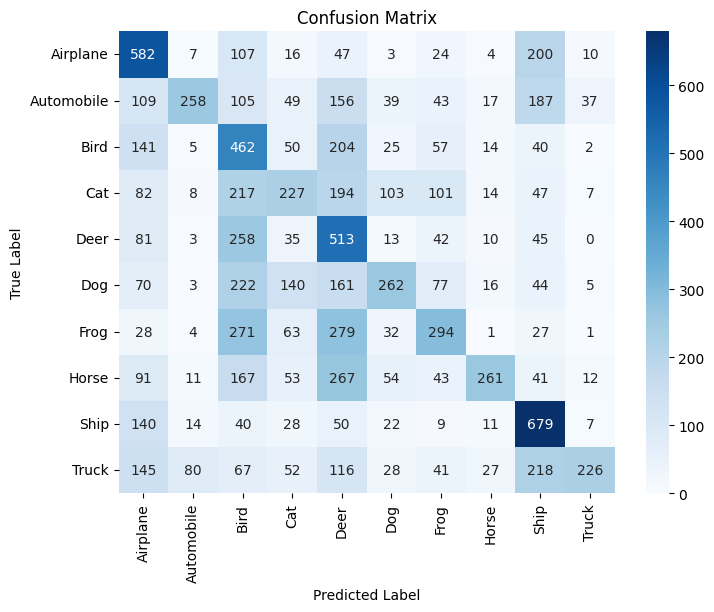 Confusion Matrix
True Label
Airplane 582 7 107 16 47 3 24 4 200 10
Automobile 109 258 105 49 156 39 43 17 187 37
Bird 141 5 462 50 204 25 57 14 40 2
Cat 82 8 217 227 194 103 101 14 47 7
Deer 81 3 258 35 513 13 42 10 45 0
Dog 70 3 222 140 161 262 77 16 44 5
Frog 28 4 271 63 279 32 294 1 27 1
Horse 91 11 167 53 267 54 43 261 41 12
Ship 140 14 40 28 50 22 9 11 679 7
Truck 145 80 67 52 116 28 41 27 218 226
Airplane Automobile Bird Cat Deer Dog Frog Horse Ship Truck
Predicted Label
600
500
400
300
200
100
0